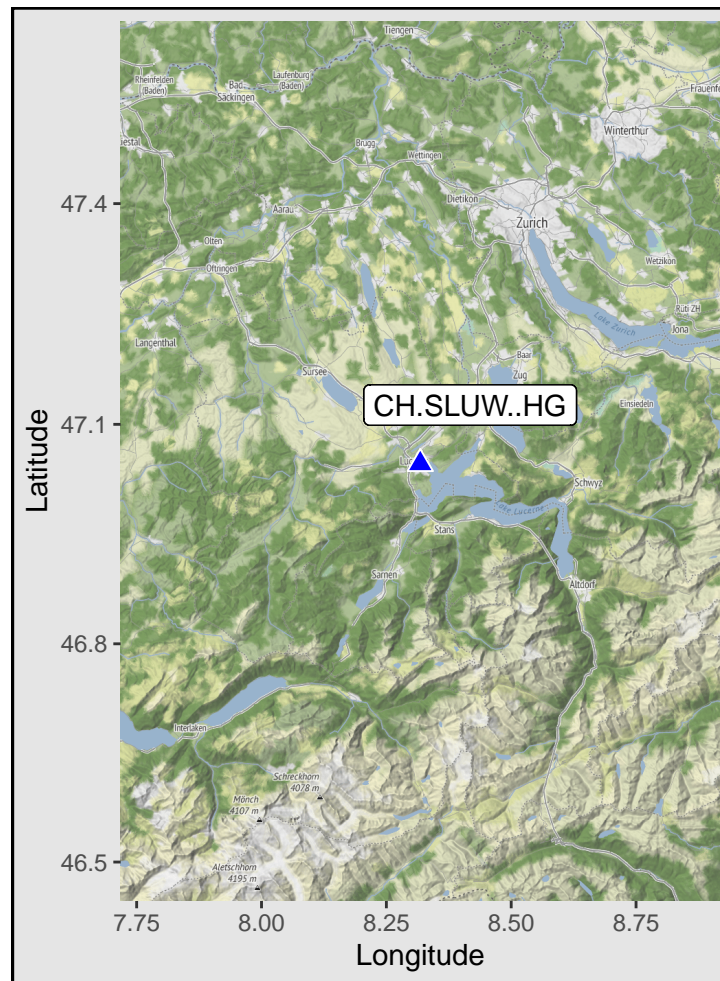 Tiengen
Rheinfelden
(Baden)
Bad
Säckingen
Laufenburg
(Baden)
Winterthur
Brugg
Wettingen
Dietikon
Zurich
Aarau
Olten
Oftringen
Wetzikon
Rüti ZH
Lake Zurich
Jona
Langenthal
Sursee
Baar
Zug
Einsiedeln
CH.SLUW..HG
Schwyz
Lake Lucerne
Stans
Sarnen
Altdorf
Interlaken
Schreckhorn
4078 m
Mönch
4107 m
Aletschhorn
4195 m
47.4
47.1
46.8
46.5
Latitude
7.75
8.00
8.25
8.50
8.75
Longitude